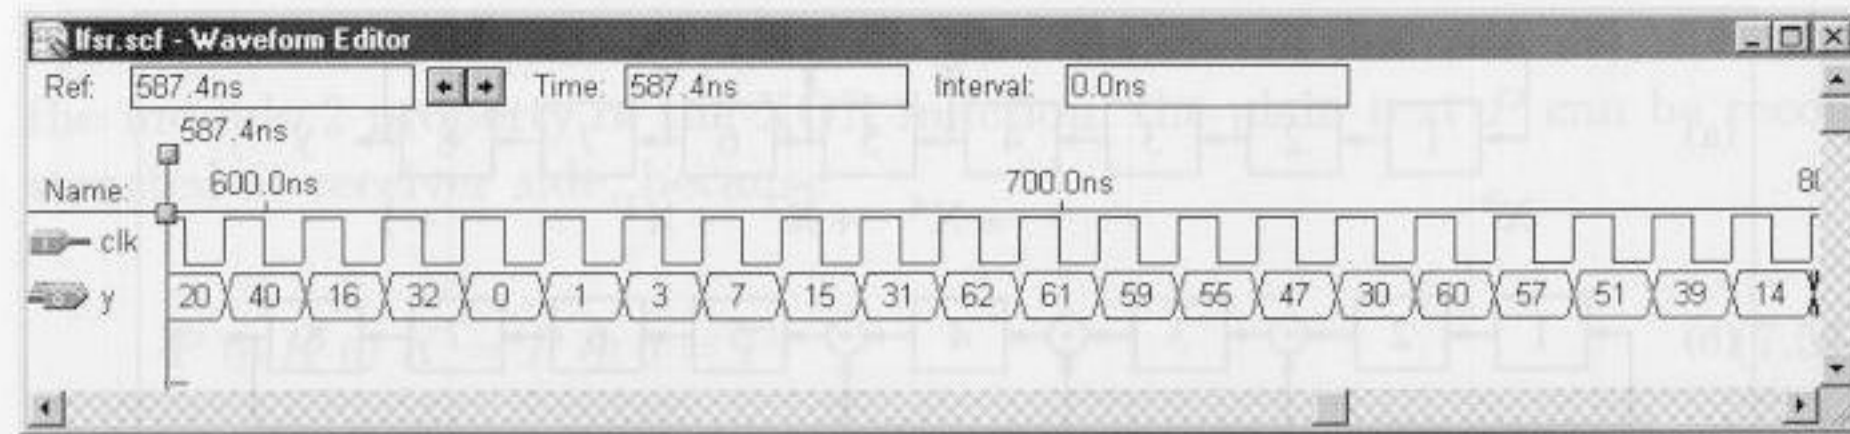 lfsr.scf - Waveform Editor
Ref: 587.4ns Time: 587.4ns Interval: 0.0ns
587.4ns
Name: 600.0ns 700.0ns 80
clk
y 20 40 16 32 0 1 3 7 15 31 62 61 59 55 47 30 60 57 51 39 14